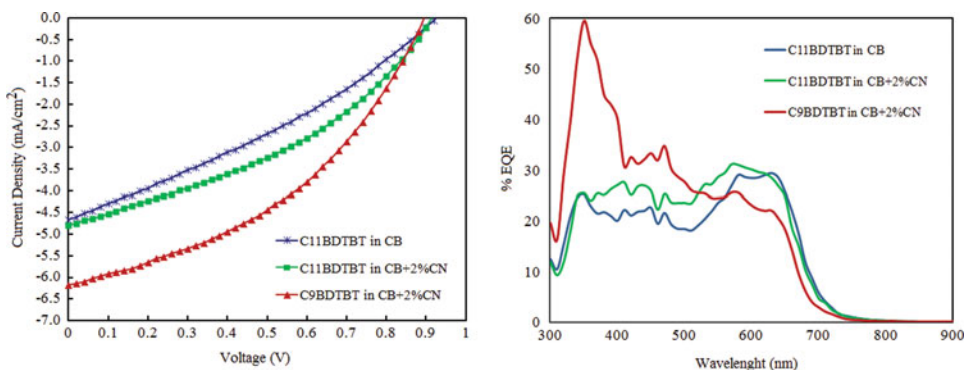 0.0
-1.0
-1.5
-2.0
-2.5
-3.0
-3.5
-4.0
-4.5
-5.0
-5.5
-6.0
-6.5
-7.0
Current Density (mA/cm²)
C11BDTBT in CB
C11BDTBT in CB+2%CN
C9BDTBT in CB+2%CN
0 0.1 0.2 0.3 0.4 0.5 0.6 0.7 0.8 0.9 1
Voltage (V)
60
50
40
30
20
10
0
% EQE
C11BDTBT in CB
C11BDTBT in CB+2%CN
C9BDTBT in CB+2%CN
300 400 500 600 700 800 900
Wavelenght (nm)